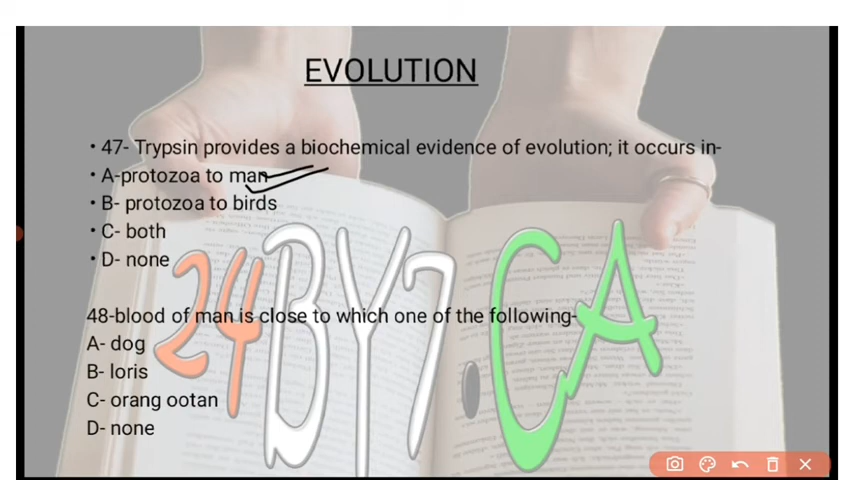 EVOLUTION
• 47- Trypsin provides a biochemical evidence of evolution; it occurs in-
• A-protozoa to man
• B- protozoa to birds
• C- both
• D- none
48-blood of man is close to which one of the following-
A- dog
B- loris
C- orang ootan
D- none
24BY7.CA